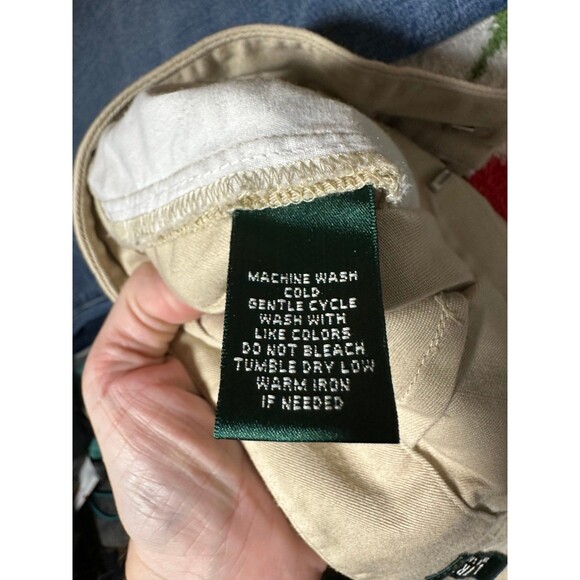 MACHINE WASH
COLD
GENTLE CYCLE
WASH WITH
LIKE COLORS
DO NOT BLEACH
TUMBLE DRY LOW
WARM IRON
IF NEEDED